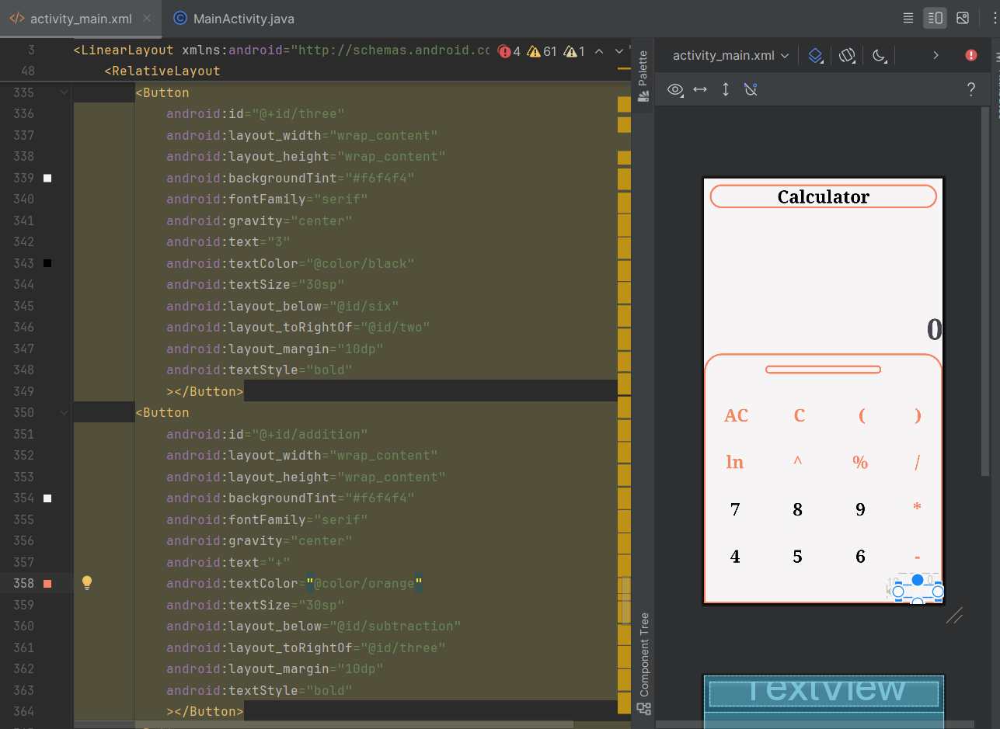 activity_main.xml
MainActivity.java
3 <LinearLayout xmlns:android="http://schemas.android.cc 4 61 1
48 <RelativeLayout
335 <Button
336 android:id="@+id/three"
337 android:layout_width="wrap_content"
338 android:layout_height="wrap_content"
339 android:backgroundTint="#f6f4f4"
340 android:fontFamily="serif"
341 android:gravity="center"
342 android:text="3"
343 android:textColor="@color/black"
344 android:textSize="30sp"
345 android:layout_below="@id/six"
346 android:layout_toRightOf="@id/two"
347 android:layout_margin="10dp"
348 android:textStyle="bold"
349 ></Button>
350 <Button
351 android:id="@+id/addition"
352 android:layout_width="wrap_content"
353 android:layout_height="wrap_content"
354 android:backgroundTint="#f6f4f4"
355 android:fontFamily="serif"
356 android:gravity="center"
357 android:text="+"
358 android:textColor="@color/orange"
359 android:textSize="30sp"
360 android:layout_below="@id/subtraction"
361 android:layout_toRightOf="@id/three"
362 android:layout_margin="10dp"
363 android:textStyle="bold"
364 ></Button>
Palette
Component Tree
activity_main.xml
?
Calculator
0
AC C ( )
ln ^ % /
7 8 9 *
4 5 6 -
TextView